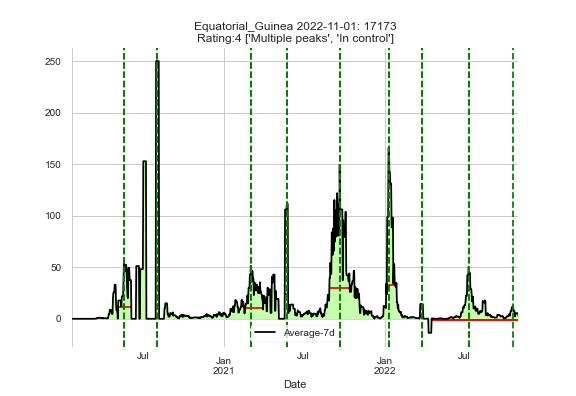 Equatorial_Guinea 2022-11-01: 17173
Rating:4 ['Multiple peaks', 'In control']
250
200
150
100
50
0
Average-7d
Jul
Jan
2021
Jul
Jan
2022
Jul
Date